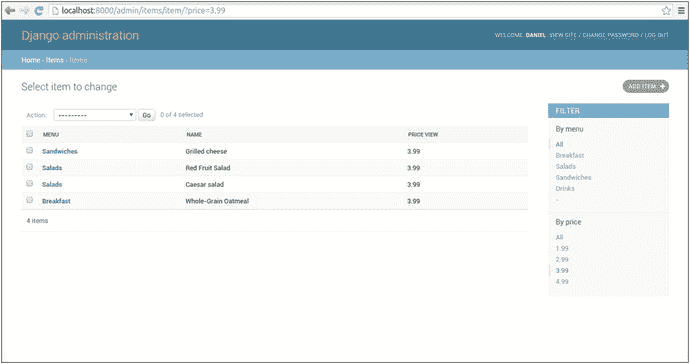 localhost:8000/admin/items/item/?price=3.99
Django administration
WELCOME, DANIEL. VIEW SITE / CHANGE PASSWORD / LOG OUT
Home › Items › Items
Select item to change
ADD ITEM +
Action: --------- Go 0 of 4 selected
MENU NAME PRICE VIEW
Sandwiches Grilled cheese 3.99
Salads Red Fruit Salad 3.99
Salads Caesar salad 3.99
Breakfast Whole-Grain Oatmeal 3.99
4 items
FILTER
By menu
All
Breakfast
Salads
Sandwiches
Drinks
-
By price
All
1.99
2.99
3.99
4.99